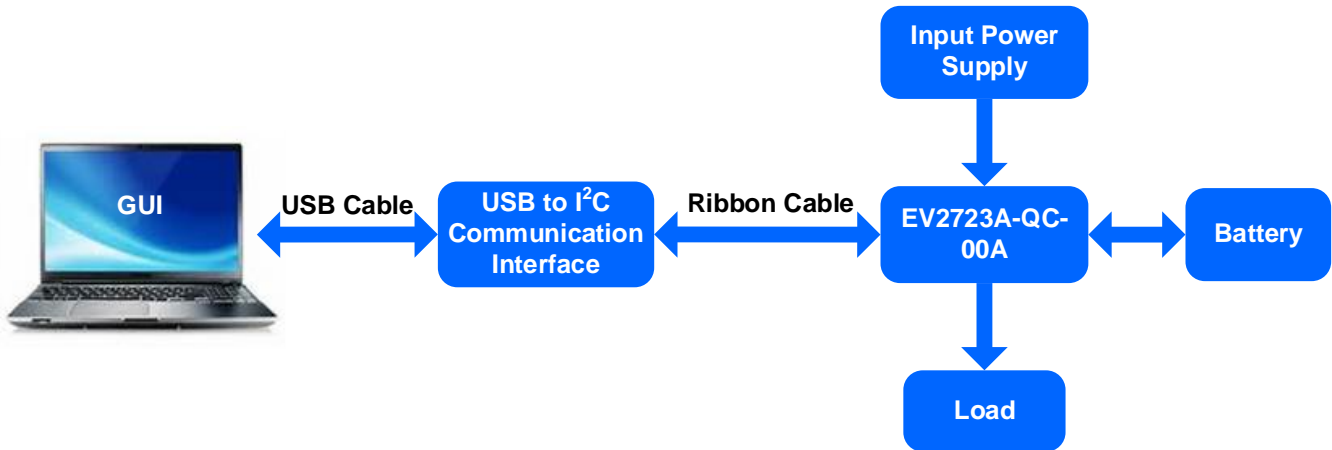 Input Power
Supply
GUI
USB Cable
USB to I²C
Communication
Interface
Ribbon Cable
EV2723A-QC-
00A
Battery
Load